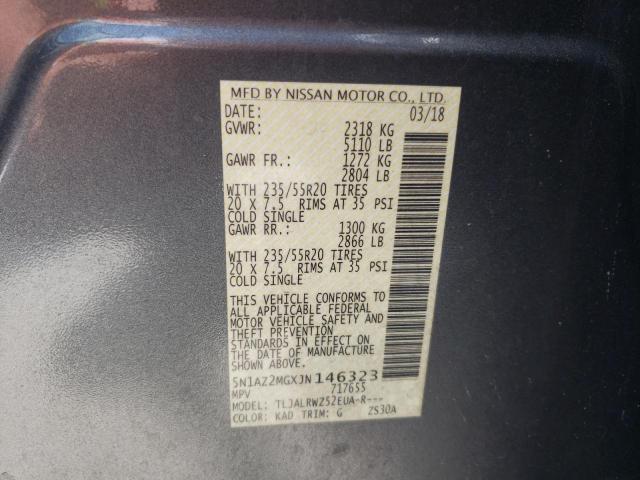 MFD BY NISSAN MOTOR CO., LTD.
DATE: 03/18
GVWR: 2318 KG
5110 LB
GAWR FR.: 1272 KG
2804 LB
WITH 235/55R20 TIRES
20 X 7.5 RIMS AT 35 PSI
COLD SINGLE
GAWR RR.: 1300 KG
2866 LB
WITH 235/55R20 TIRES
20 X 7.5 RIMS AT 35 PSI
COLD SINGLE
THIS VEHICLE CONFORMS TO
ALL APPLICABLE FEDERAL
MOTOR VEHICLE SAFETY AND
THEFT PREVENTION
STANDARDS IN EFFECT ON
THE DATE OF MANUFACTURE
SHOWN ABOVE.
5N1AZ2MGXJN146323
MPV 717655
MODEL: TLJALRWZ52EUA-R---
COLOR: KAD TRIM: G ZS30A